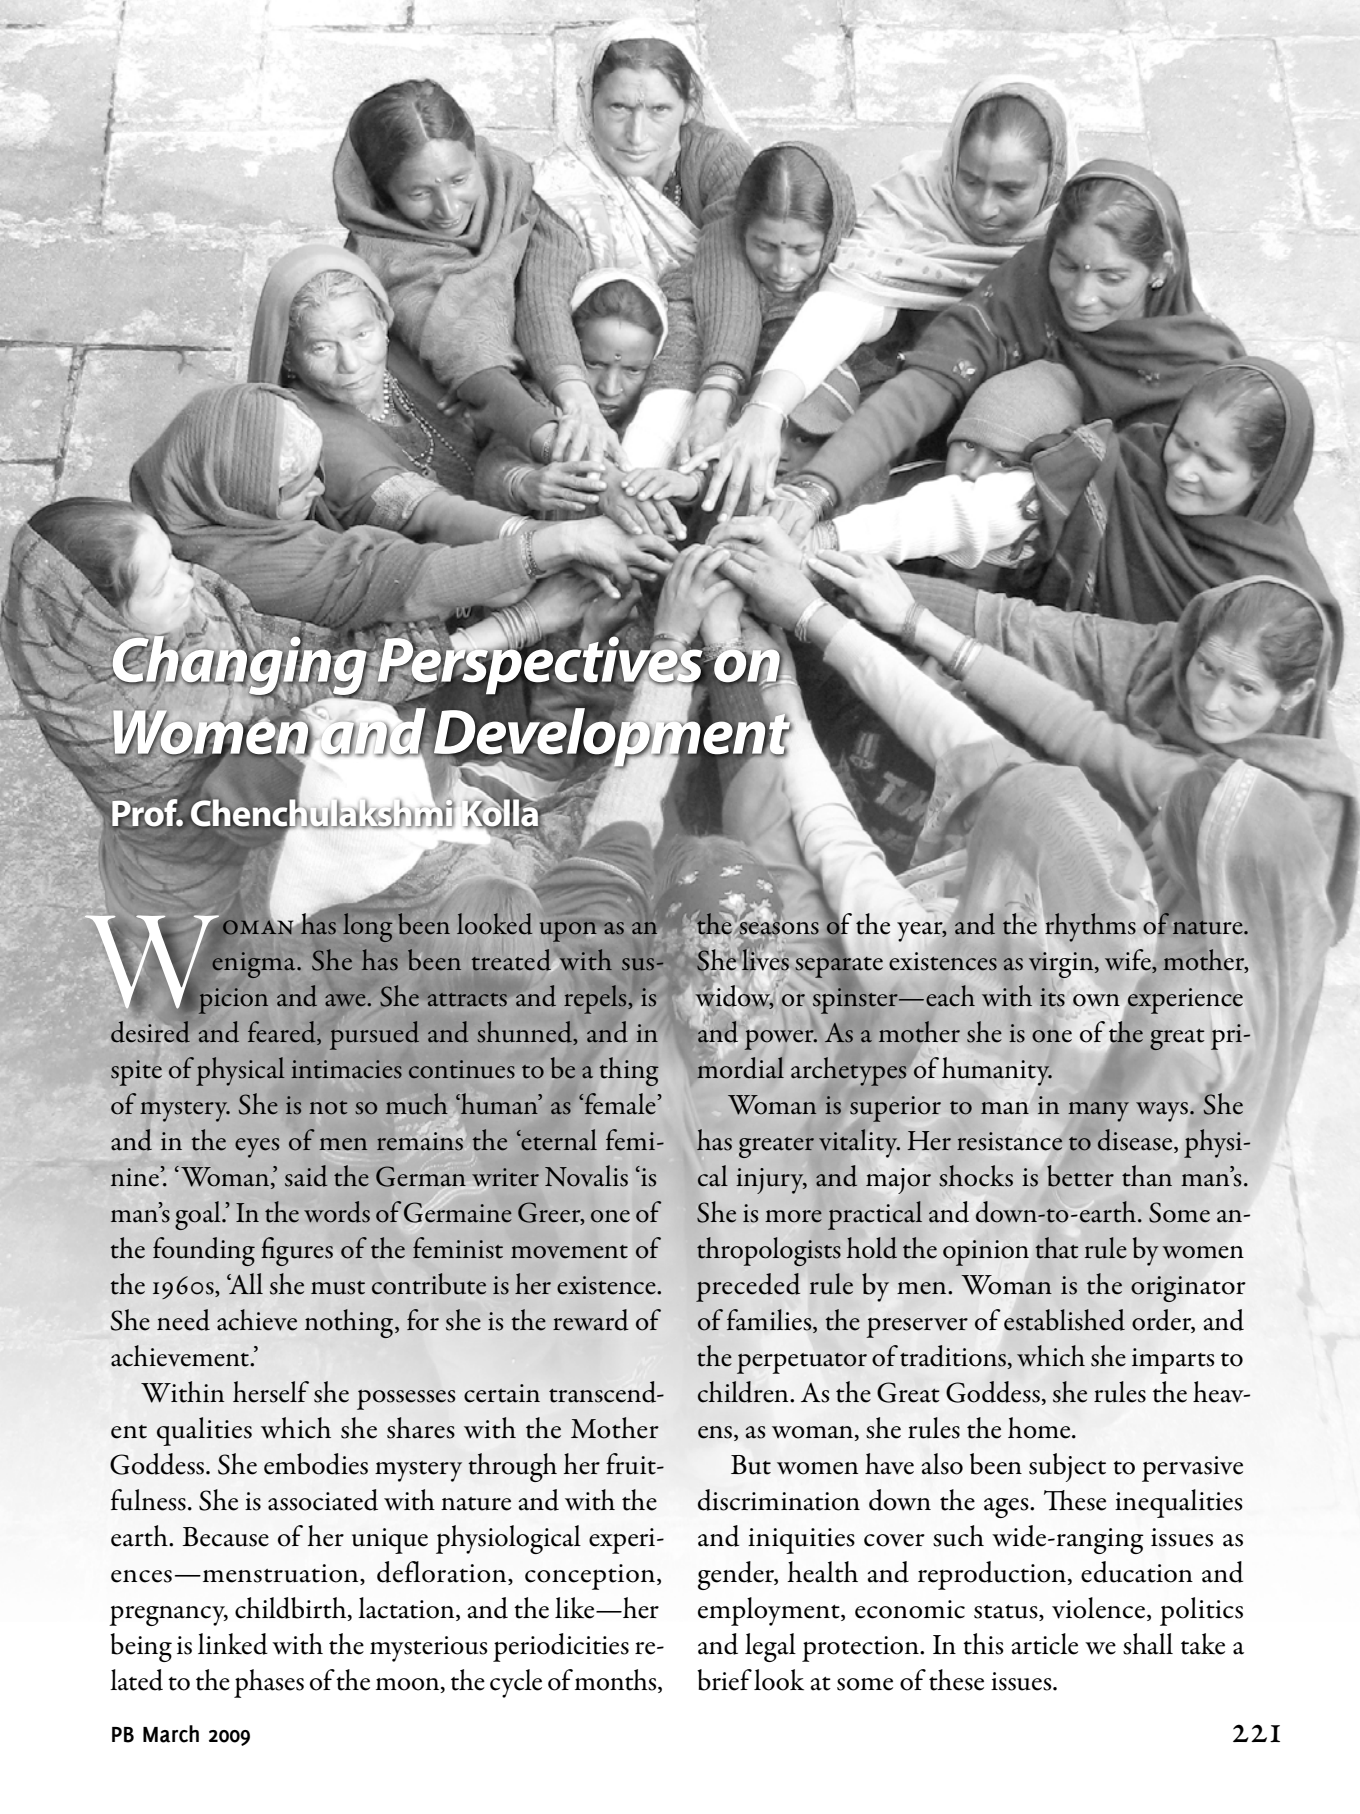 Changing Perspectives on
Women and Development
Prof. Chenchulakshmi Kolla
WOMAN has long been looked upon as an
enigma. She has been treated with sus-
picion and awe. She attracts and repels, is
desired and feared, pursued and shunned, and in
spite of physical intimacies continues to be a thing
of mystery. She is not so much ‘human’ as ‘female’
and in the eyes of men remains the ‘eternal femi-
nine’. ‘Woman,’ said the German writer Novalis ‘is
man’s goal.’ In the words of Germaine Greer, one of
the founding figures of the feminist movement of
the 1960s, ‘All she must contribute is her existence.
She need achieve nothing, for she is the reward of
achievement.’
Within herself she possesses certain transcend-
ent qualities which she shares with the Mother
Goddess. She embodies mystery through her fruit-
fulness. She is associated with nature and with the
earth. Because of her unique physiological experi-
ences—menstruation, defloration, conception,
pregnancy, childbirth, lactation, and the like—her
being is linked with the mysterious periodicities re-
lated to the phases of the moon, the cycle of months,
the seasons of the year, and the rhythms of nature.
She lives separate existences as virgin, wife, mother,
widow, or spinster—each with its own experience
and power. As a mother she is one of the great pri-
mordial archetypes of humanity.
Woman is superior to man in many ways. She
has greater vitality. Her resistance to disease, physi-
cal injury, and major shocks is better than man’s.
She is more practical and down-to-earth. Some an-
thropologists hold the opinion that rule by women
preceded rule by men. Woman is the originator
of families, the preserver of established order, and
the perpetuator of traditions, which she imparts to
children. As the Great Goddess, she rules the heav-
ens, as woman, she rules the home.
But women have also been subject to pervasive
discrimination down the ages. These inequalities
and iniquities cover such wide-ranging issues as
gender, health and reproduction, education and
employment, economic status, violence, politics
and legal protection. In this article we shall take a
brief look at some of these issues.
PB March 2009
221